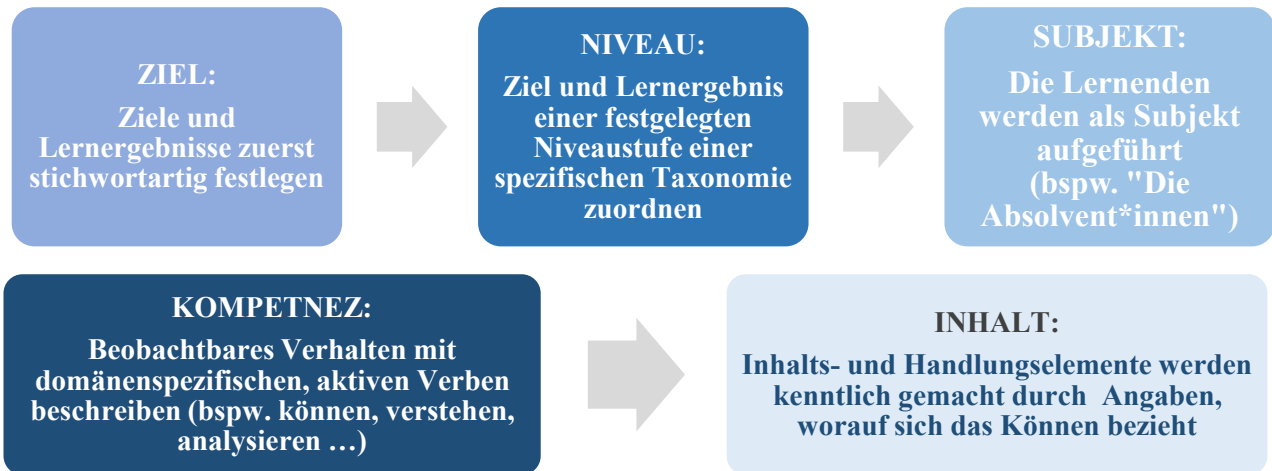 ZIEL:
Ziele und
Lernergebnisse zuerst
stichwortartig festlegen
NIVEAU:
Ziel und Lernergebnis
einer festgelegten
Niveaustufe einer
spezifischen Taxonomie
zuordnen
SUBJEKT:
Die Lernenden
werden als Subjekt
aufgeführt
(bspw. "Die
Absolvent*innen")
KOMPETNEZ:
Beobachtbares Verhalten mit
domänenspezifischen, aktiven Verben
beschreiben (bspw. können, verstehen,
analysieren …)
INHALT:
Inhalts- und Handlungselemente werden
kenntlich gemacht durch Angaben,
worauf sich das Können bezieht